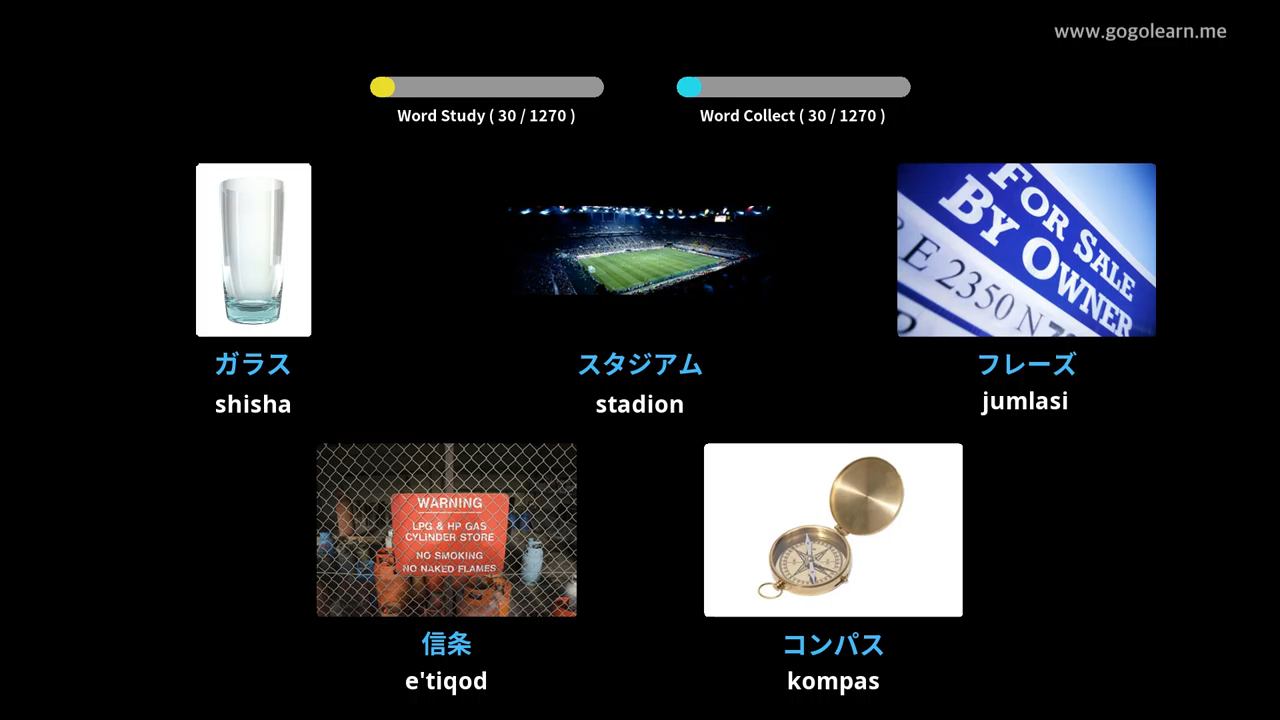 www.gogolearn.me
Word Study ( 30 / 1270 )
Word Collect ( 30 / 1270 )
FOR SALE
BY OWNER
E 2350 N
ガラス
スタジアム
フレーズ
shisha
stadion
jumlasi
WARNING
LPG & HP GAS
CYLINDER STORE
NO SMOKING
NO NAKED FLAMES
信条
コンパス
e'tiqod
kompas